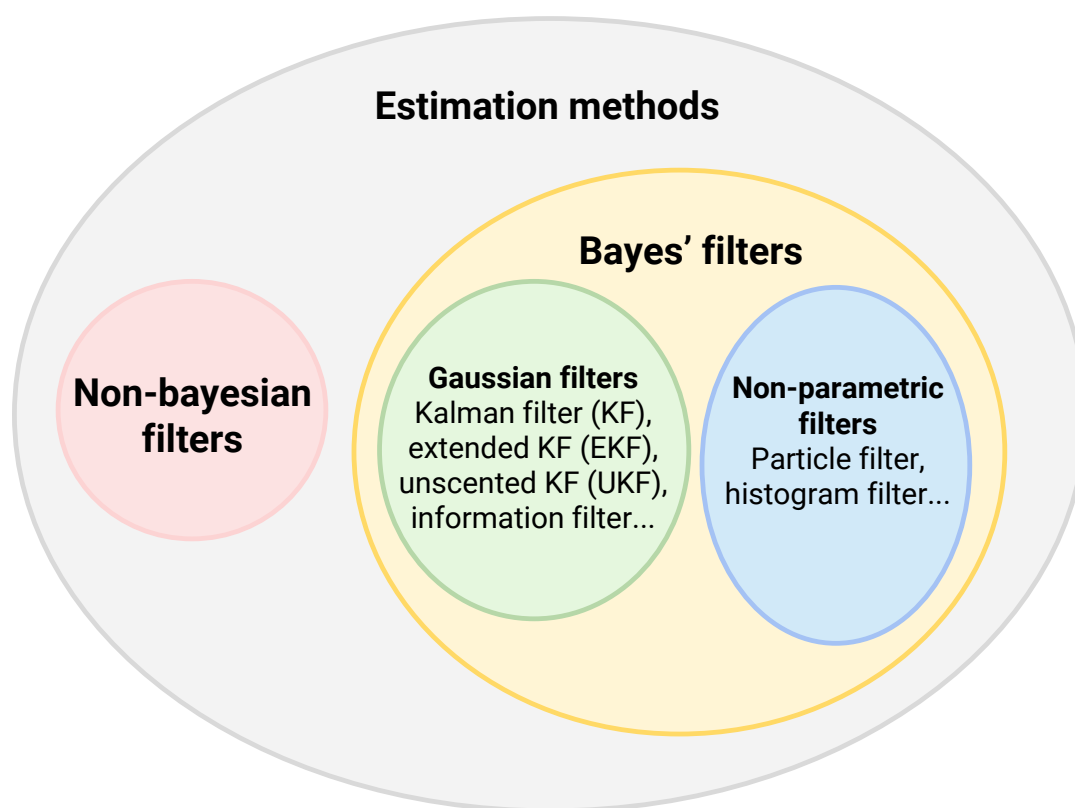 Estimation methods
Bayes’ filters
Non-bayesian
filters
Gaussian filters
Kalman filter (KF),
extended KF (EKF),
unscented KF (UKF),
information filter...
Non-parametric
filters
Particle filter,
histogram filter...